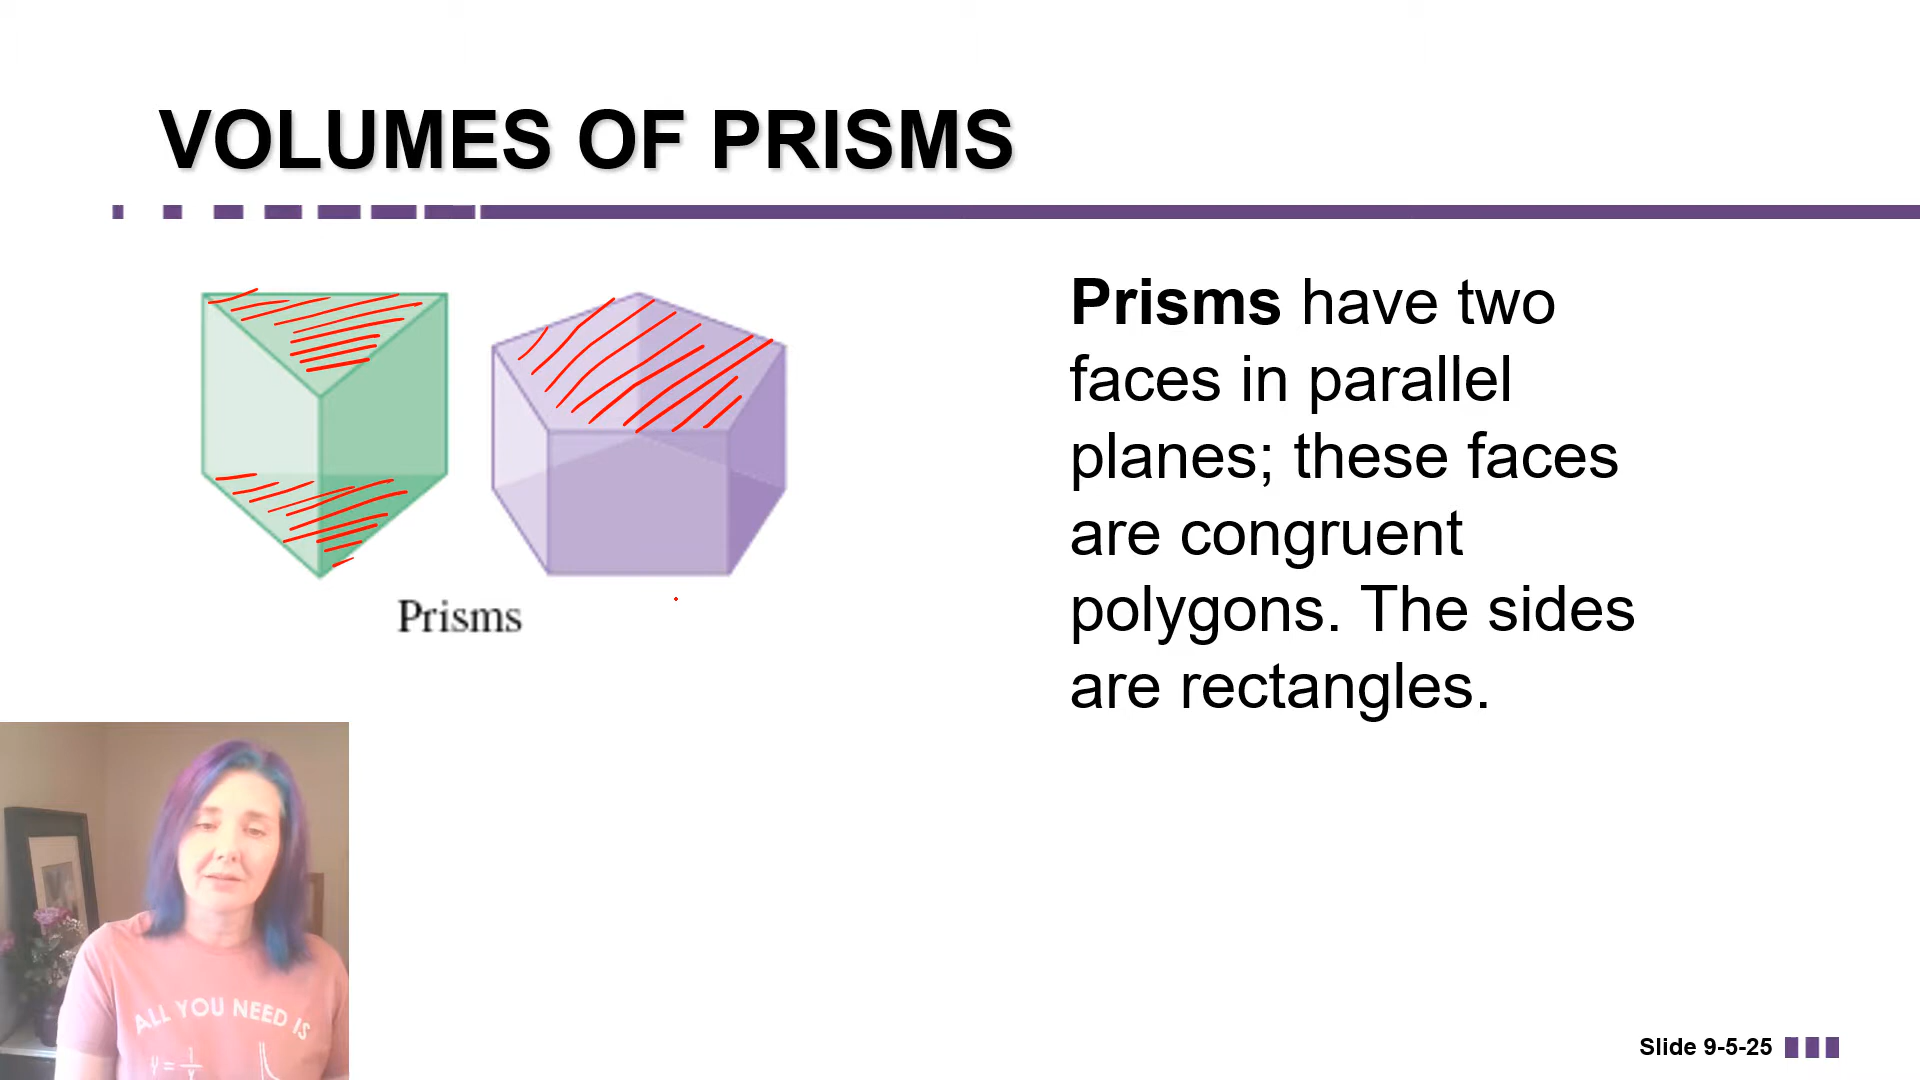 VOLUMES OF PRISMS
Prisms have two
faces in parallel
planes; these faces
are congruent
polygons. The sides
are rectangles.
Prisms
ALL YOU NEED IS
Slide 9-5-25